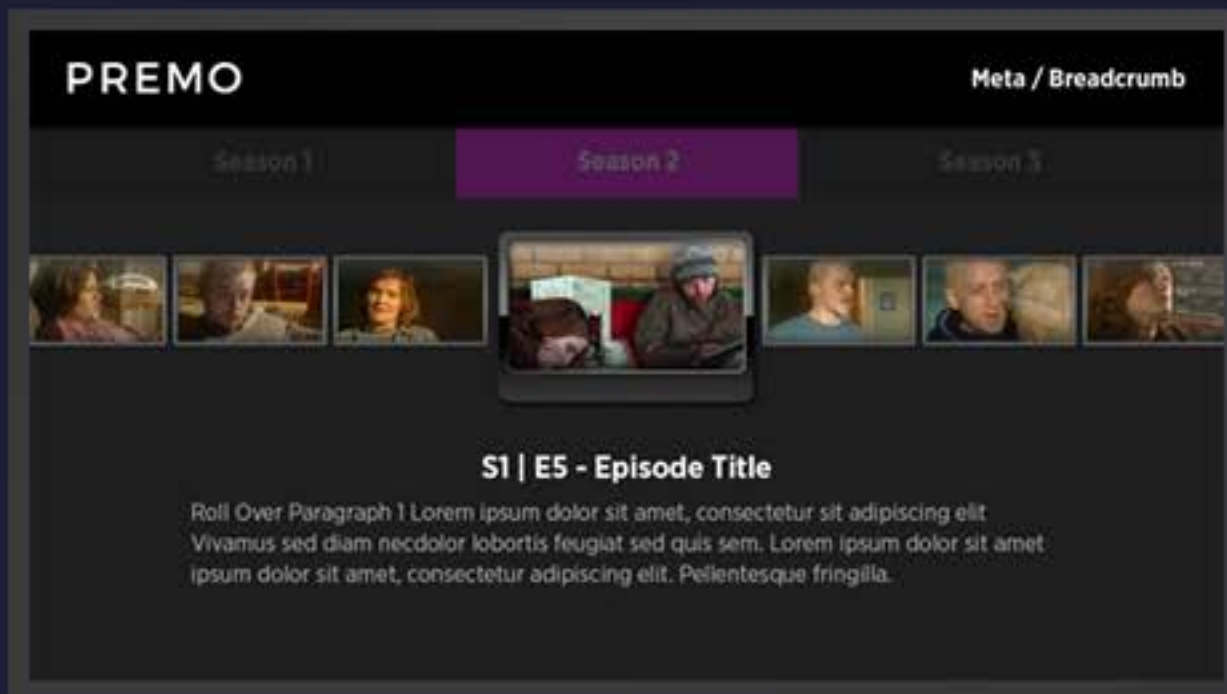 PREMO
Meta / Breadcrumb
Season 1
Season 2
Season 3
S1 | E5 - Episode Title
Roll Over Paragraph 1 Lorem ipsum dolor sit amet, consectetur sit adipiscing elit
Vivamus sed diam necdolor lobortis feugiat sed quis sem. Lorem ipsum dolor sit amet
ipsum dolor sit amet, consectetur adipiscing elit. Pellentesque fringilla.